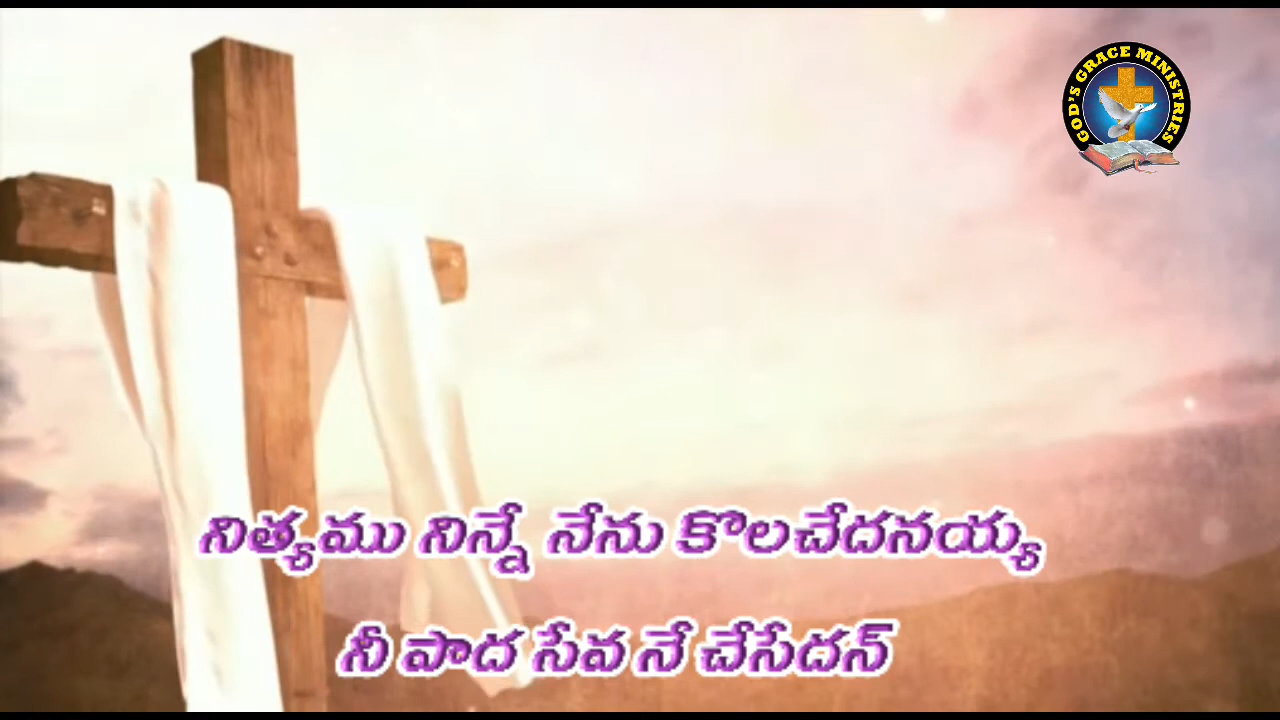 GOD'S GRACE MINISTRIES
నిత్యము నిన్నే నేను కొలచేదనయ్య
నీ పాద సేవ నే చేసేదన్